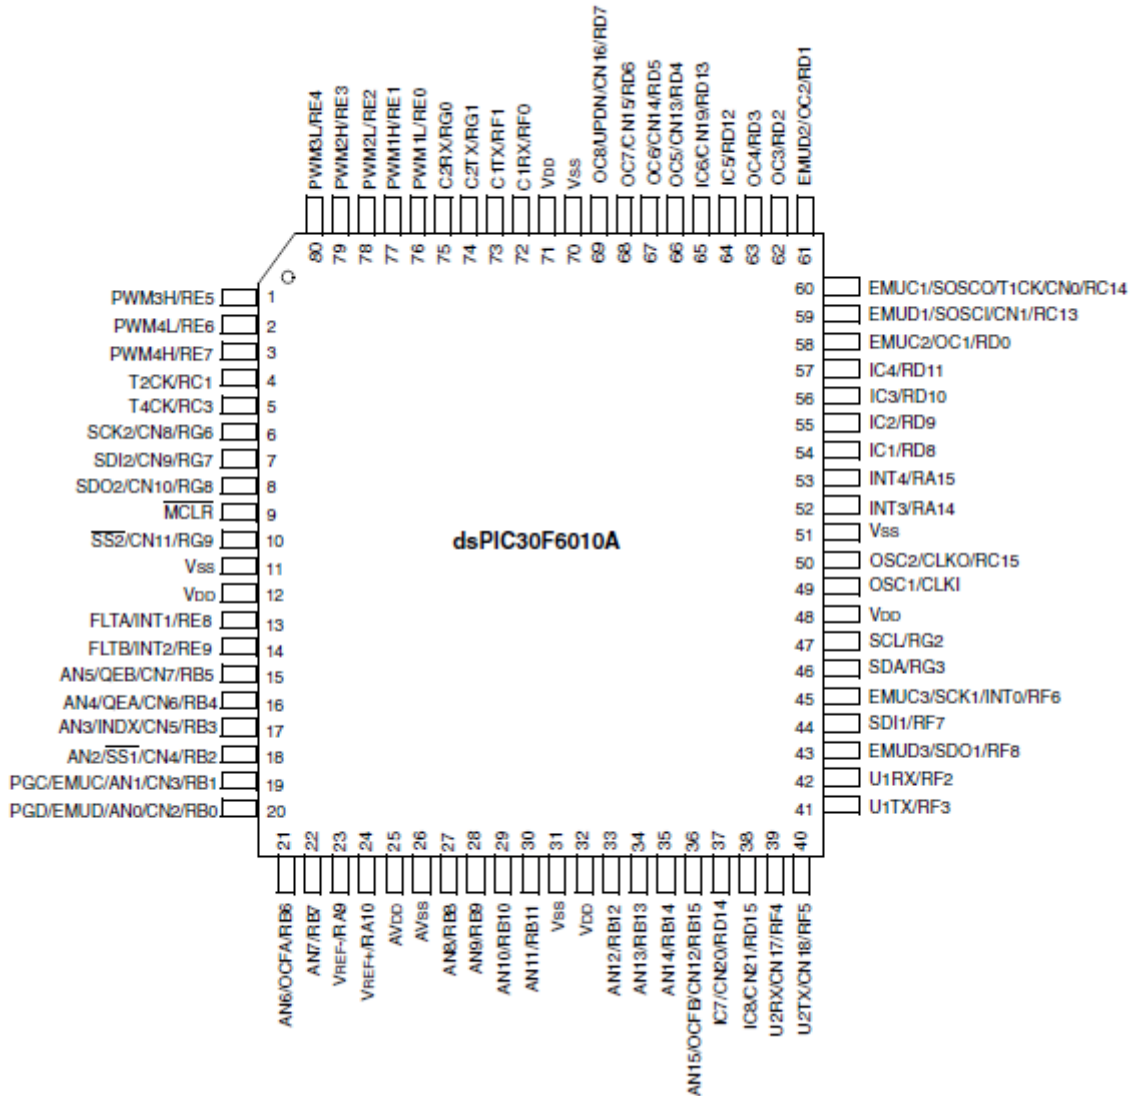 PWM3L/RE4
PWM2H/RE3
PWM2L/RE2
PWM1H/RE1
PWM1L/RE0
C2RX/RG0
C2TX/RG1
C1TX/RF1
C1RX/RF0
VDD
VSS
OC8/UPDN/CN16/RD7
OC7/CN15/RD6
OC6/CN14/RD5
OC5/CN13/RD4
IC6/CN19/RD13
IC5/RD12
OC4/RD3
OC3/RD2
EMUD2/OC2/RD1
80 79 78 77 76 75 74 73 72 71 70 69 68 67 66 65 64 63 62 61
PWM3H/RE5 1
PWM4L/RE6 2
PWM4H/RE7 3
T2CK/RC1 4
T4CK/RC3 5
SCK2/CN8/RG6 6
SDI2/CN9/RG7 7
SDO2/CN10/RG8 8
MCLR 9
SS2/CN11/RG9 10
VSS 11
VDD 12
FLTA/INT1/RE8 13
FLTB/INT2/RE9 14
AN5/QEB/CN7/RB5 15
AN4/QEA/CN6/RB4 16
AN3/INDX/CN5/RB3 17
AN2/SS1/CN4/RB2 18
PGC/EMUC/AN1/CN3/RB1 19
PGD/EMUD/AN0/CN2/RB0 20
dsPIC30F6010A
60 EMUC1/SOSCO/T1CK/CN0/RC14
59 EMUD1/SOSCI/CN1/RC13
58 EMUC2/OC1/RD0
57 IC4/RD11
56 IC3/RD10
55 IC2/RD9
54 IC1/RD8
53 INT4/RA15
52 INT3/RA14
51 VSS
50 OSC2/CLKO/RC15
49 OSC1/CLKI
48 VDD
47 SCL/RG2
46 SDA/RG3
45 EMUC3/SCK1/INT0/RF6
44 SDI1/RF7
43 EMUD3/SDO1/RF8
42 U1RX/RF2
41 U1TX/RF3
21 22 23 24 25 26 27 28 29 30 31 32 33 34 35 36 37 38 39 40
AN6/OCFA/RB6
AN7/RB7
VREF-/RA9
VREF+/RA10
AVDD
AVSS
AN8/RB8
AN9/RB9
AN10/RB10
AN11/RB11
VSS
VDD
AN12/RB12
AN13/RB13
AN14/RB14
AN15/OCFB/CN12/RB15
IC7/CN20/RD14
IC8/CN21/RD15
U2RX/CN17/RF4
U2TX/CN18/RF5